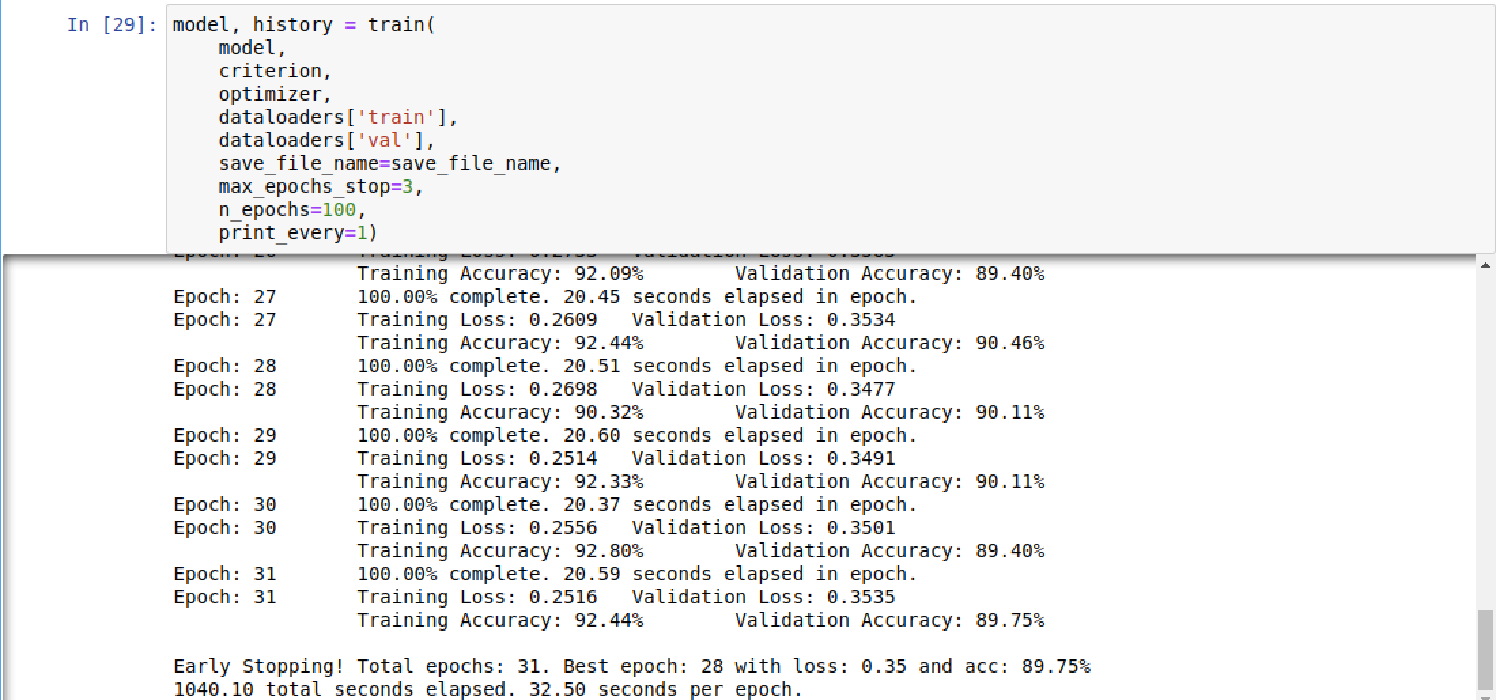 In [29]: model, history = train(
    model,
    criterion,
    optimizer,
    dataloaders['train'],
    dataloaders['val'],
    save_file_name=save_file_name,
    max_epochs_stop=3,
    n_epochs=100,
    print_every=1)
Training Accuracy: 92.09%        Validation Accuracy: 89.40%
Epoch: 27       100.00% complete. 20.45 seconds elapsed in epoch.
Epoch: 27       Training Loss: 0.2609   Validation Loss: 0.3534
Training Accuracy: 92.44%        Validation Accuracy: 90.46%
Epoch: 28       100.00% complete. 20.51 seconds elapsed in epoch.
Epoch: 28       Training Loss: 0.2698   Validation Loss: 0.3477
Training Accuracy: 90.32%        Validation Accuracy: 90.11%
Epoch: 29       100.00% complete. 20.60 seconds elapsed in epoch.
Epoch: 29       Training Loss: 0.2514   Validation Loss: 0.3491
Training Accuracy: 92.33%        Validation Accuracy: 90.11%
Epoch: 30       100.00% complete. 20.37 seconds elapsed in epoch.
Epoch: 30       Training Loss: 0.2556   Validation Loss: 0.3501
Training Accuracy: 92.80%        Validation Accuracy: 89.40%
Epoch: 31       100.00% complete. 20.59 seconds elapsed in epoch.
Epoch: 31       Training Loss: 0.2516   Validation Loss: 0.3535
Training Accuracy: 92.44%        Validation Accuracy: 89.75%
Early Stopping! Total epochs: 31. Best epoch: 28 with loss: 0.35 and acc: 89.75%
1040.10 total seconds elapsed. 32.50 seconds per epoch.